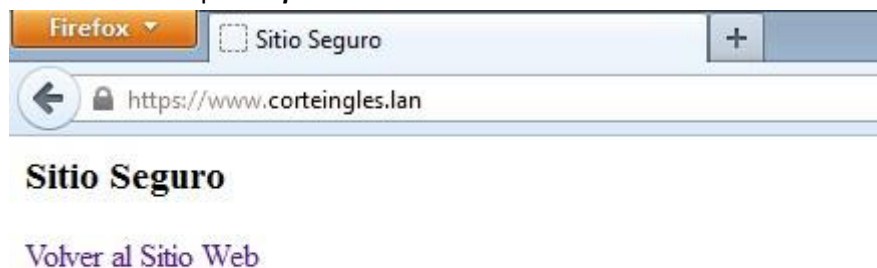 Firefox
Sitio Seguro
+
https://www.corteingles.lan
Sitio Seguro
Volver al Sitio Web